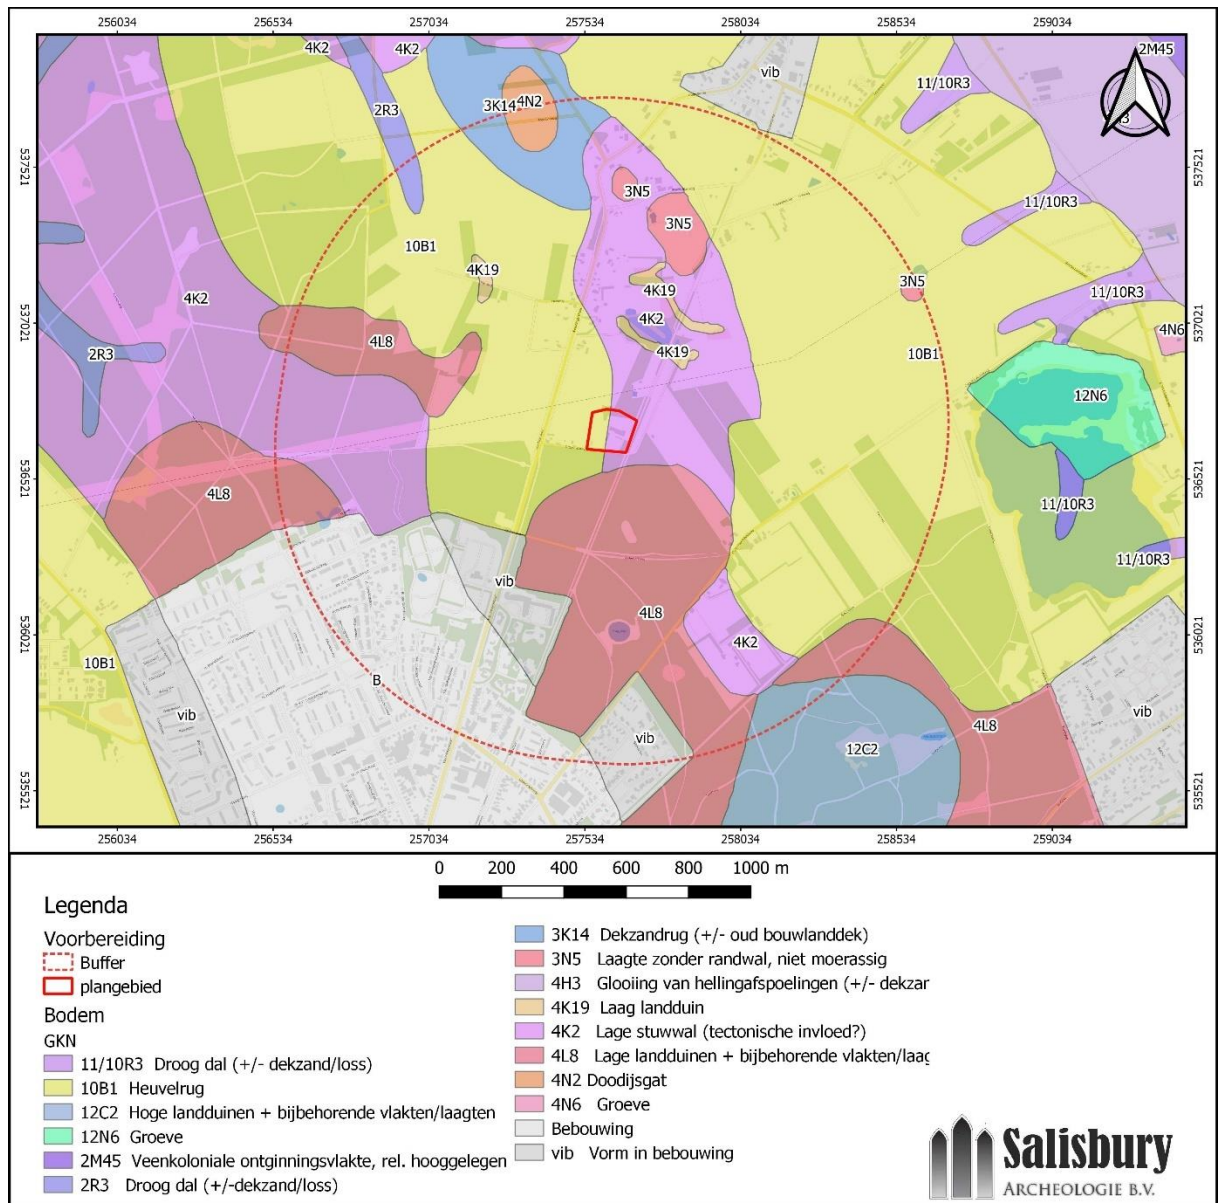 256034 256534 257034 257534 258034 258534 259034
4K2 4K2 vib 2M45
11/10R3
2R3 3K14 4N2
537521 537521
3N5
11/10R3
3N5
10B1
4K19 3N5 11/10R3
4K19
4K2 4K2
537021 537021
4N6
4L8
2R3 4K19 10B1
12N6
536521 536521
4L8
11/10R3
11/10R3
vib
4L8
536021 536021
4K2
10B1
B
vib
vib
vib
4L8
12C2
535521 535521
256034 256534 257034 257534 258034 258534 259034
0 200 400 600 800 1000 m
Legenda
Voorbereiding
Buffer
plangebied
Bodem
GKN
11/10R3 Droog dal (+/- dekzand/loss)
10B1 Heuvelrug
12C2 Hoge landduinen + bijbehorende vlakten/laagten
12N6 Groeve
2M45 Veenkoloniale ontginningsvlakte, rel. hooggelegen
2R3 Droog dal (+/-dekzand/loss)
3K14 Dekzandrug (+/- oud bouwlanddek)
3N5 Laagte zonder randwal, niet moerassig
4H3 Glooiing van hellingafspoelingen (+/- dekzar
4K19 Laag landduin
4K2 Lage stuwwal (tectonische invloed?)
4L8 Lage landduinen + bijbehorende vlakten/laag
4N2 Doodijsgat
4N6 Groeve
Bebouwing
vib Vorm in bebouwing
Salisbury
ARCHEOLOGIE B.V.